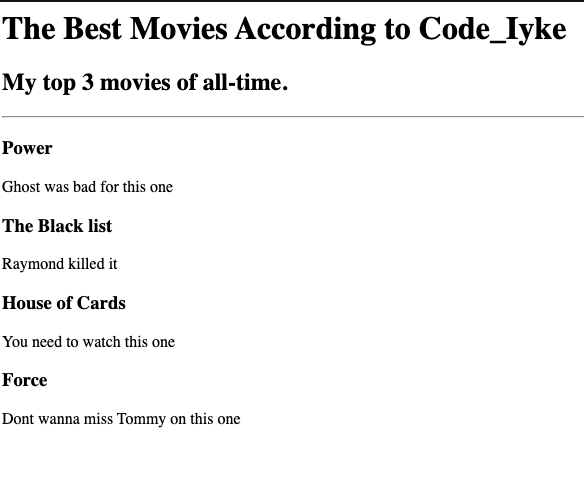 The Best Movies According to Code_Iyke
My top 3 movies of all-time.
Power
Ghost was bad for this one
The Black list
Raymond killed it
House of Cards
You need to watch this one
Force
Dont wanna miss Tommy on this one